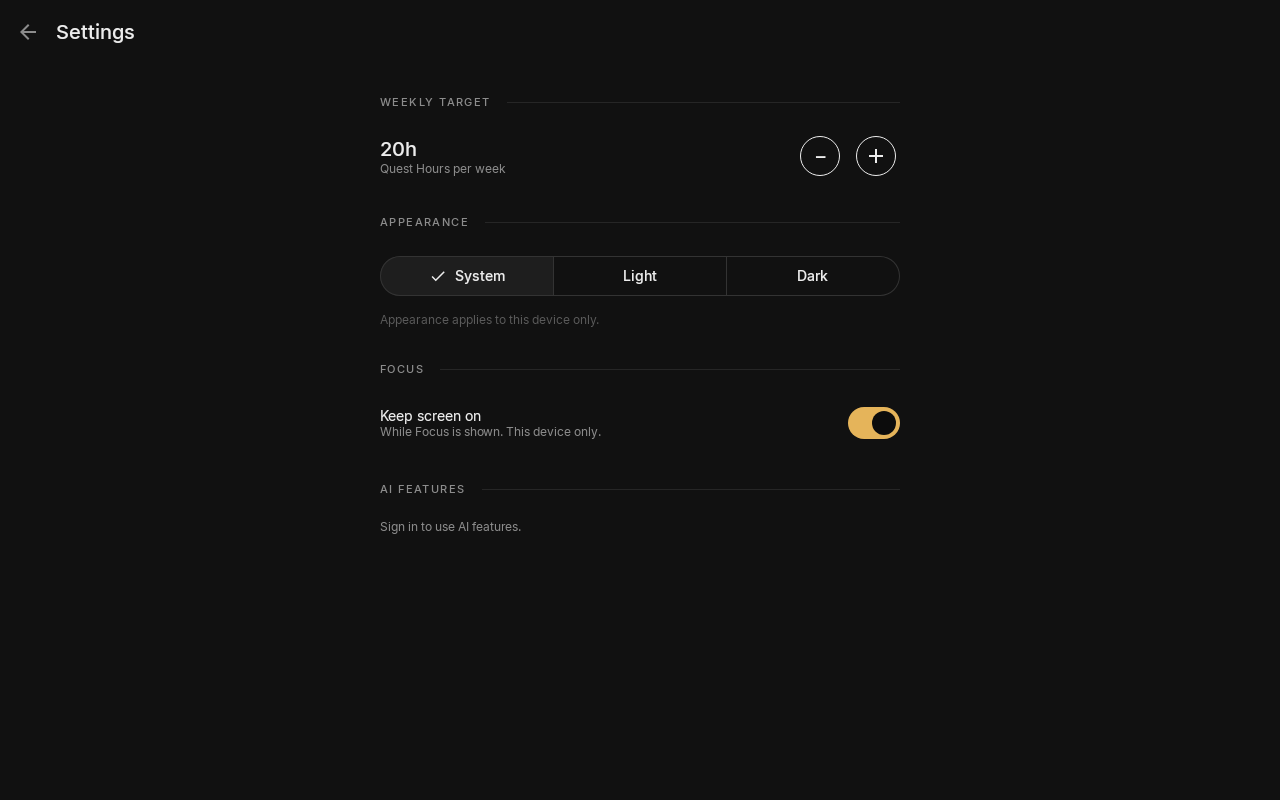 Settings
WEEKLY TARGET
20h
Quest Hours per week
APPEARANCE
System
Light
Dark
Appearance applies to this device only.
FOCUS
Keep screen on
While Focus is shown. This device only.
AI FEATURES
Sign in to use AI features.